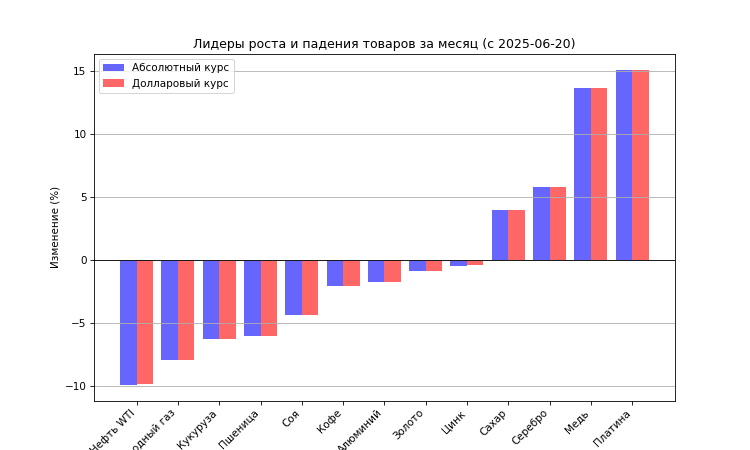 Лидеры роста и падения товаров за месяц (с 2025-06-20)
Абсолютный курс
Долларовый курс
Изменение (%)
15
10
5
0
−5
−10
Нефть WTI
одный газ
Кукуруза
Пшеница
Соя
Кофе
Алюминий
Золото
Цинк
Сахар
Серебро
Медь
Платина